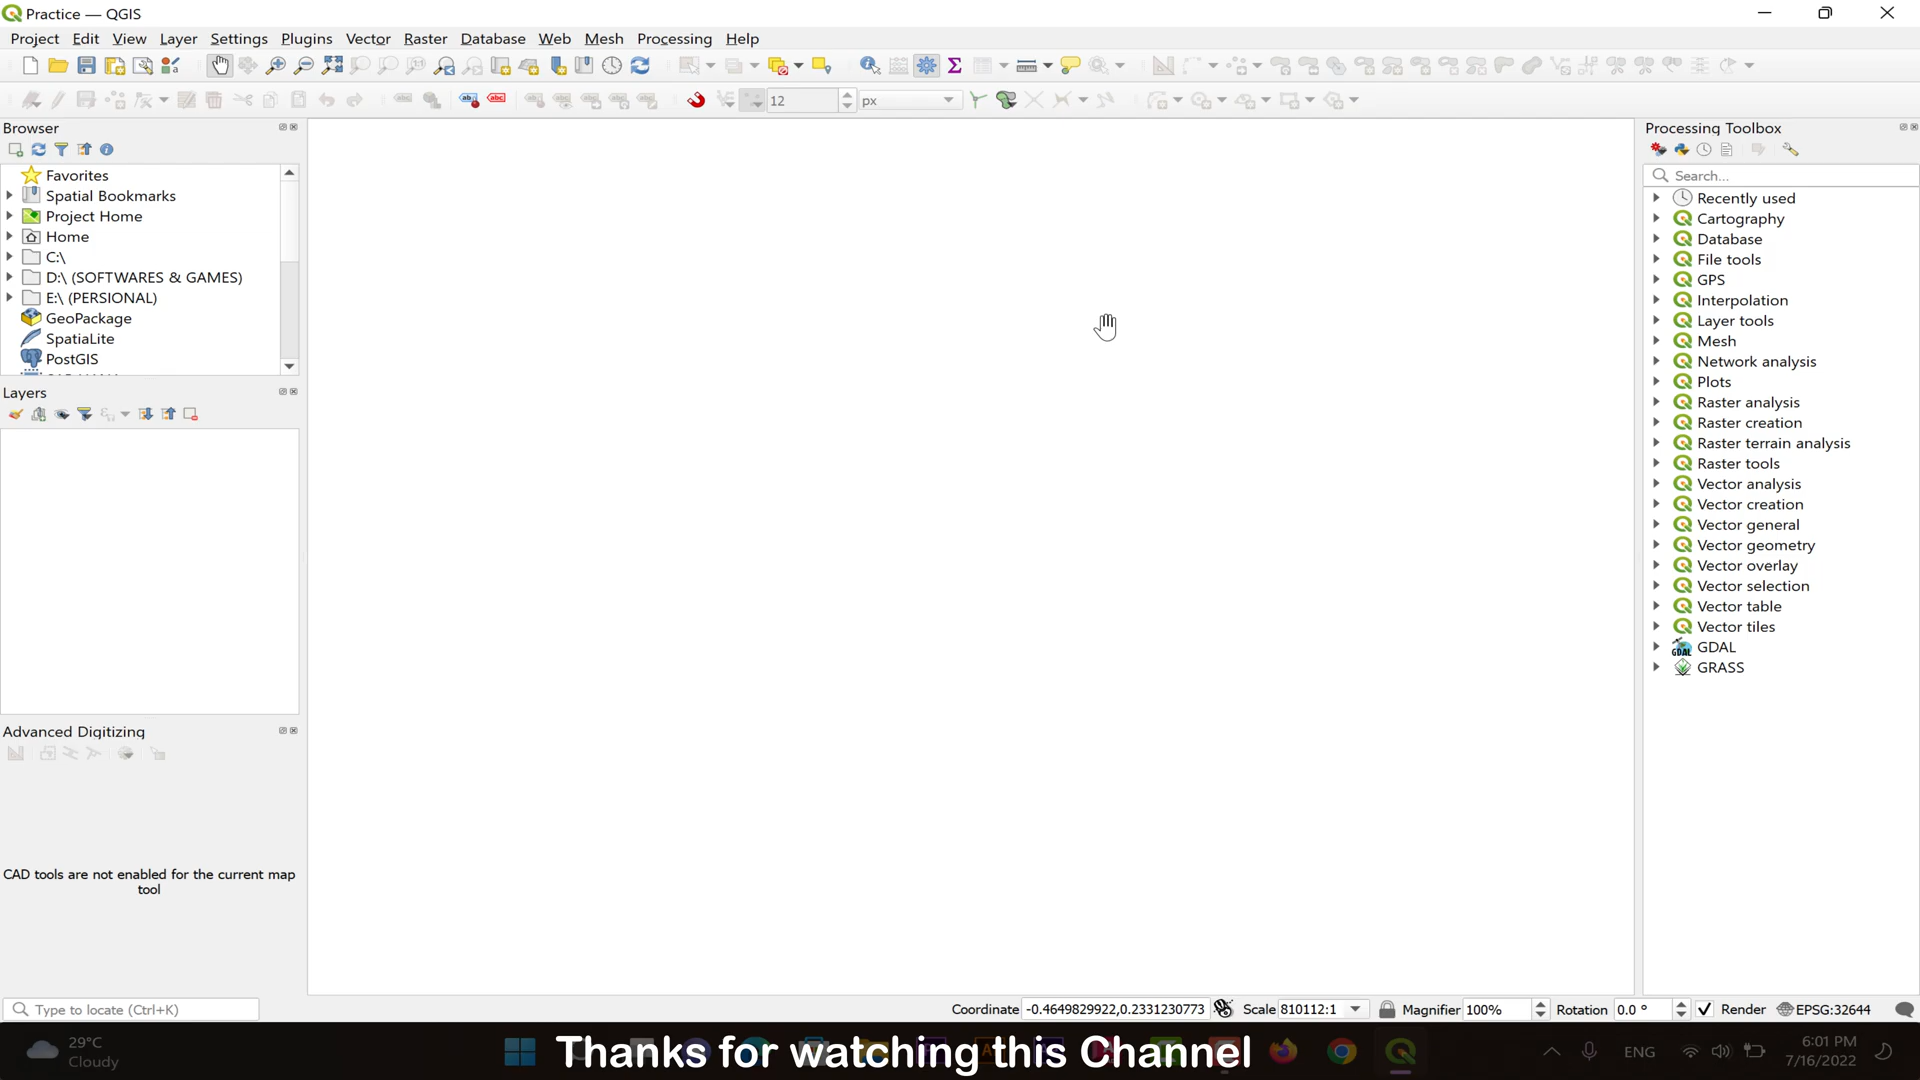 Practice — QGIS
Project Edit View Layer Settings Plugins Vector Raster Database Web Mesh Processing Help
12 px
Browser
Favorites
Spatial Bookmarks
Project Home
Home
C:\
D:\ (SOFTWARES & GAMES)
E:\ (PERSIONAL)
GeoPackage
SpatiaLite
PostGIS
Layers
Advanced Digitizing
CAD tools are not enabled for the current map
tool
Processing Toolbox
Search...
Recently used
Cartography
Database
File tools
GPS
Interpolation
Layer tools
Mesh
Network analysis
Plots
Raster analysis
Raster creation
Raster terrain analysis
Raster tools
Vector analysis
Vector creation
Vector general
Vector geometry
Vector overlay
Vector selection
Vector table
Vector tiles
GDAL
GRASS
Type to locate (Ctrl+K)
Coordinate -0.4649829922,0.2331230773 Scale 810112:1 Magnifier 100% Rotation 0.0 ° Render EPSG:32644
29°C
Cloudy
Thanks for watching this Channel
ENG
6:01 PM
7/16/2022